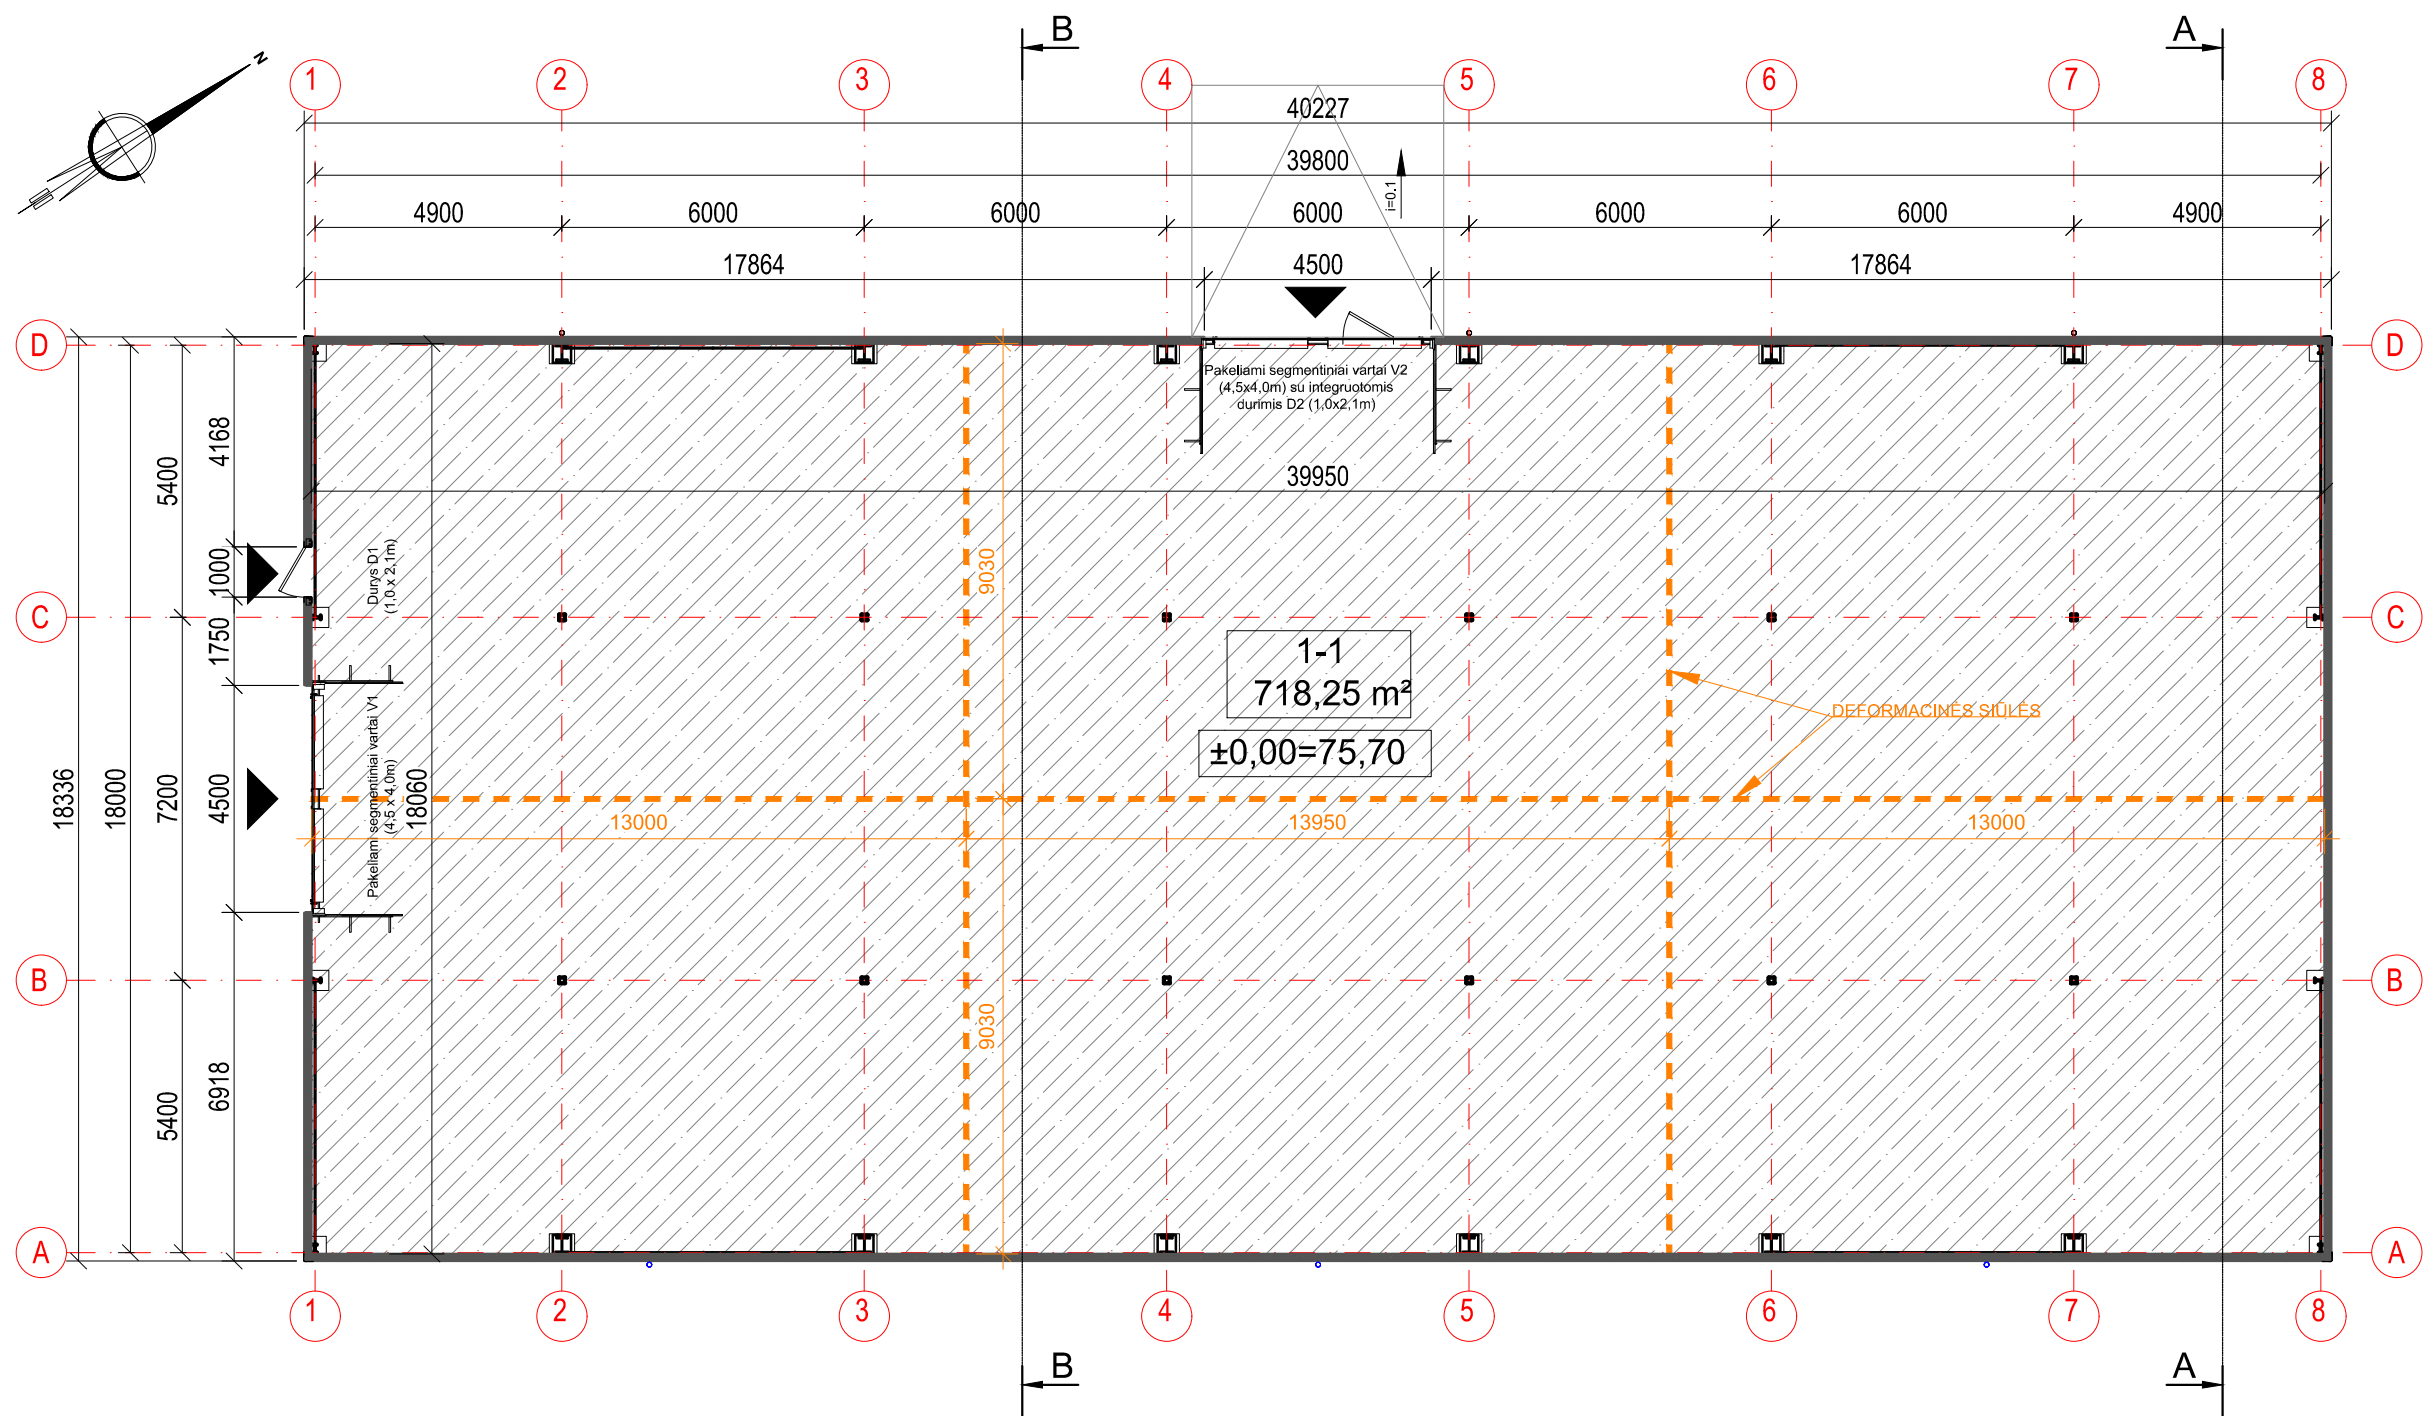 B
A
N
1
2
3
4
5
6
7
8
40227
39800
i=0.1
4900
6000
6000
6000
6000
6000
4900
17864
4500
17864
D
D
Pakeliami segmentiniai vartai V2
(4,5x4,0m) su integruotomis
durimis D2 (1,0x2,1m)
4168
5400
39950
1000
Durys D1
(1,0 x 2,1m)
9030
C
C
1750
1-1
718,25 m²
DEFORMACINĖS SIŪLĖS
±0,00=75,70
18336
18000
7200
4500
Pakeliami segmentiniai vartai V1
(4,5 x 4,0m)
18060
13000
13950
13000
B
B
9030
5400
6918
A
A
1
2
3
4
5
6
7
8
B
A